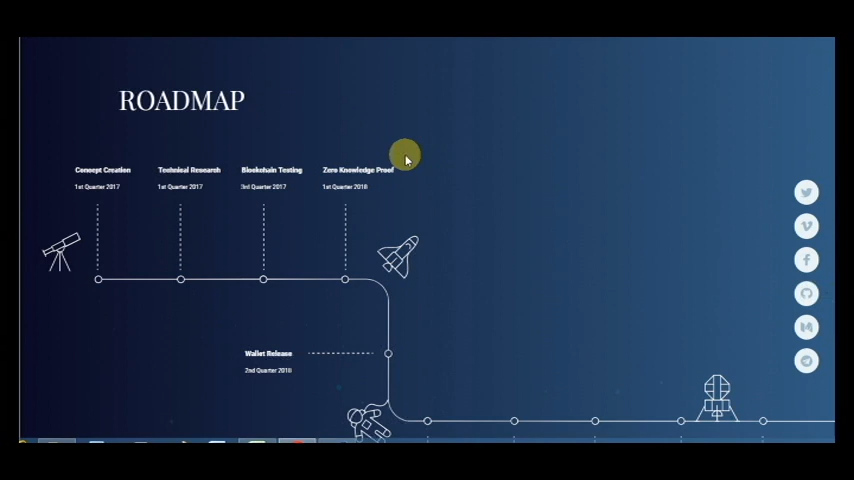 ROADMAP
Concept Creation
1st Quarter 2017
Technical Research
1st Quarter 2017
Blockchain Testing
3rd Quarter 2017
Zero Knowledge Proof
1st Quarter 2018
Wallet Release
2nd Quarter 2018